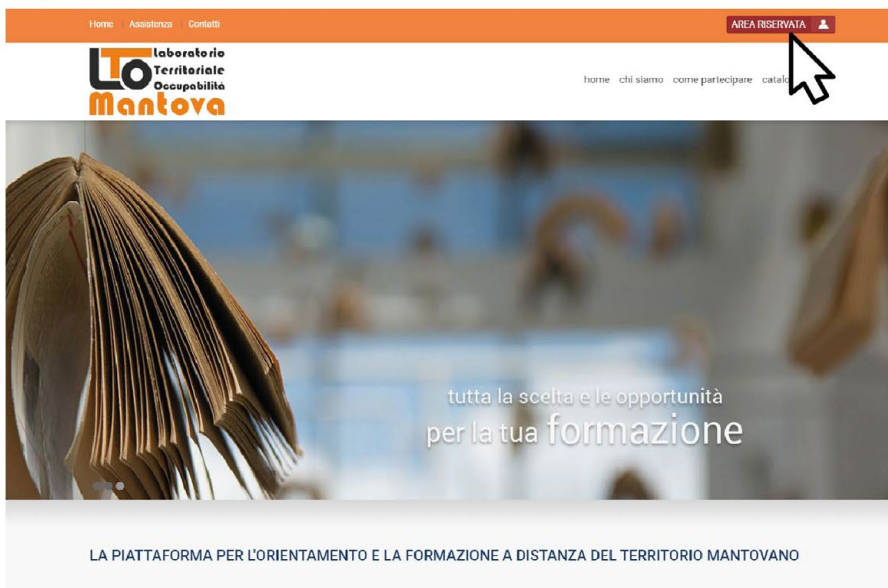 Home Assistenza Contatti
AREA RISERVATA
LTO
Laboratorio
Territoriale
Occupabilità
Mantova
home chi siamo come partecipare
tutta la scelta e le opportunità
per la tua formazione
LA PIATTAFORMA PER L'ORIENTAMENTO E LA FORMAZIONE A DISTANZA DEL TERRITORIO MANTOVANO